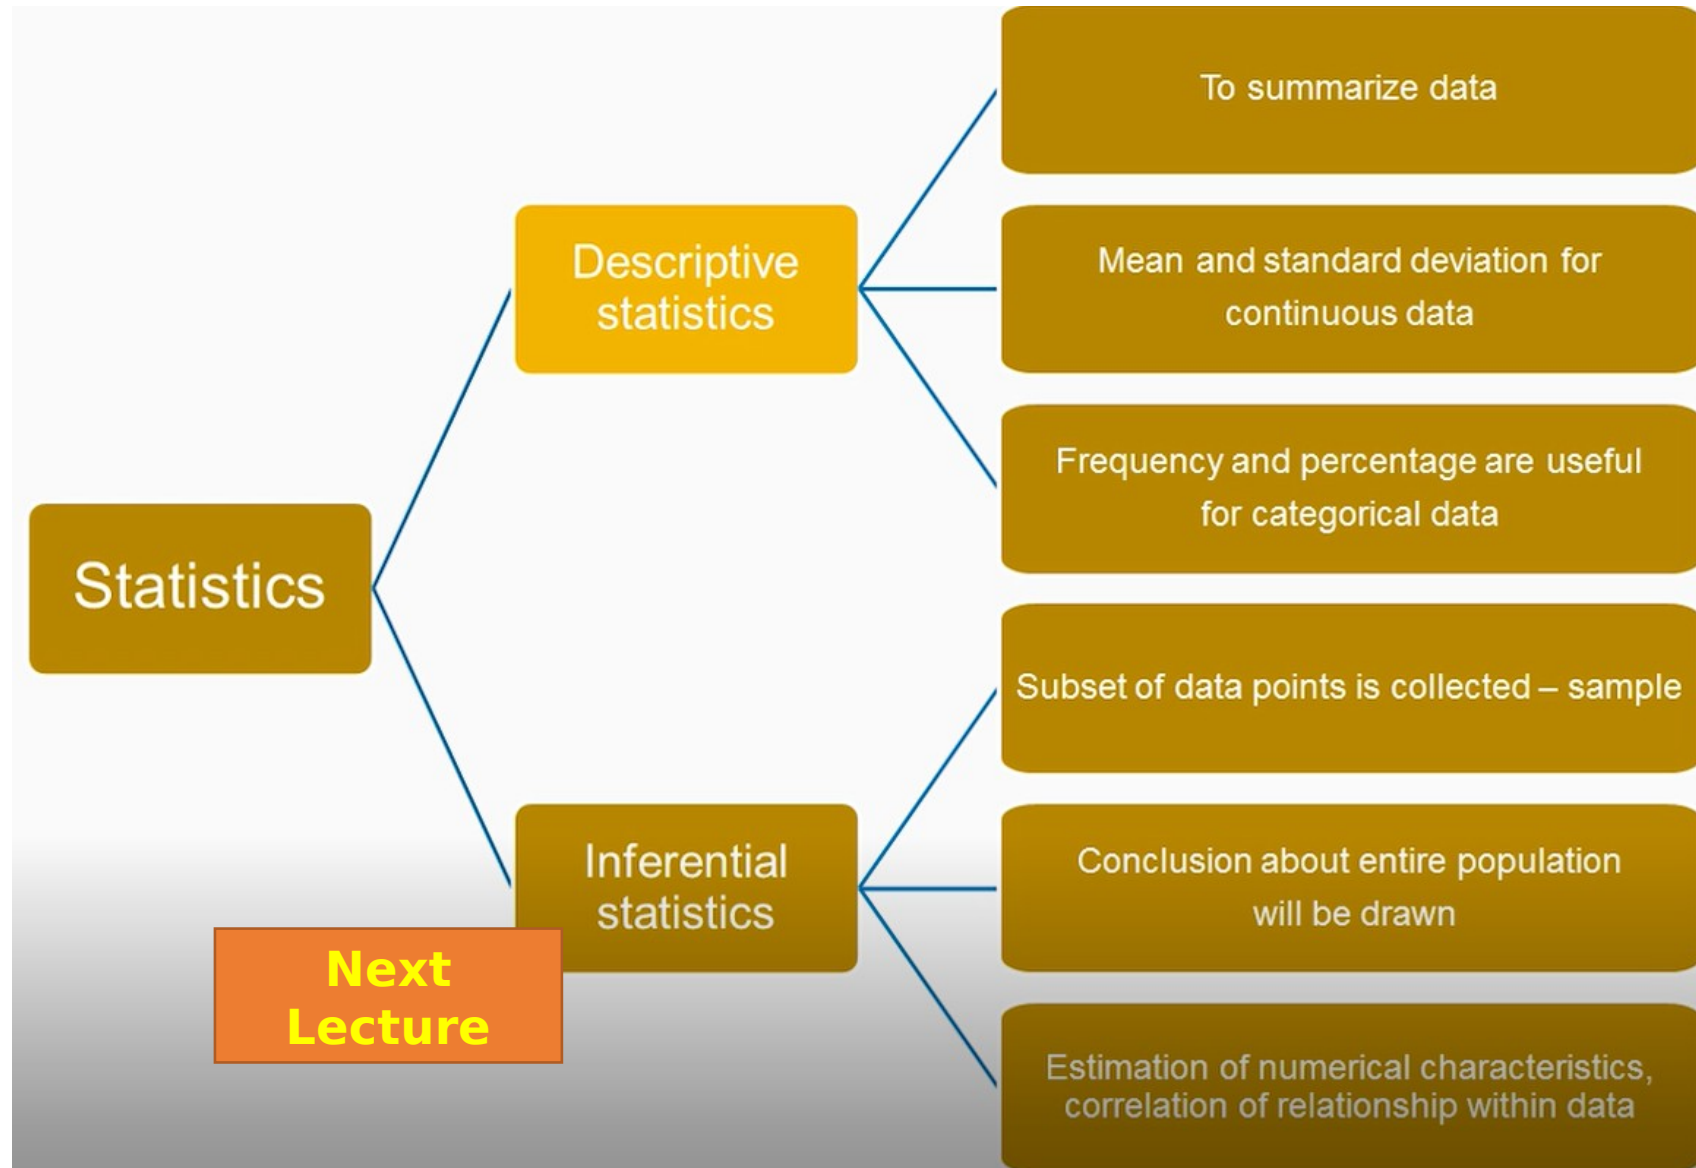 To summarize data
Descriptive
statistics
Mean and standard deviation for
continuous data
Frequency and percentage are useful
for categorical data
Statistics
Subset of data points is collected – sample
Inferential
statistics
Conclusion about entire population
will be drawn
Next
Lecture
Estimation of numerical characteristics,
correlation of relationship within data